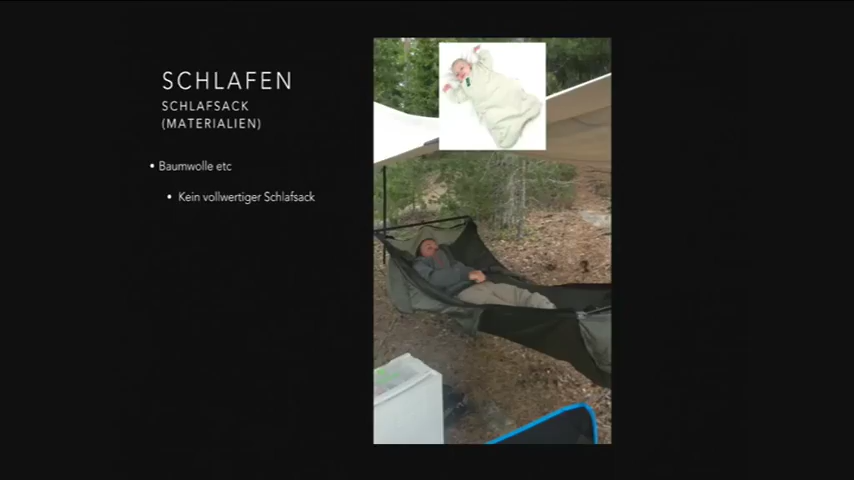 SCHLAFEN
SCHLAFSACK
(MATERIALIEN)
• Baumwolle etc
• Kein vollwertiger Schlafsack